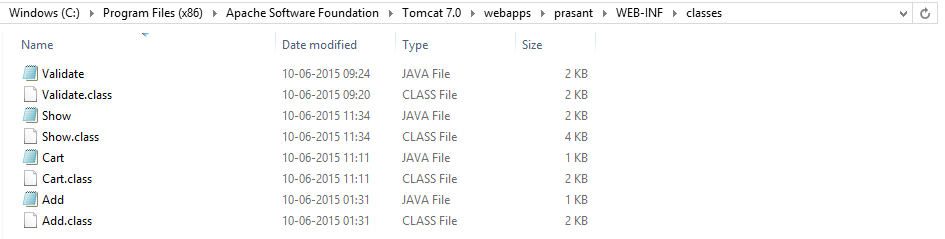 Windows (C:) Program Files (x86) Apache Software Foundation Tomcat 7.0 webapps prasant WEB-INF classes
Name Date modified Type Size
Validate 10-06-2015 09:24 JAVA File 2 KB
Validate.class 10-06-2015 09:20 CLASS File 2 KB
Show 10-06-2015 11:34 JAVA File 2 KB
Show.class 10-06-2015 11:34 CLASS File 4 KB
Cart 10-06-2015 11:11 JAVA File 1 KB
Cart.class 10-06-2015 11:11 CLASS File 2 KB
Add 10-06-2015 01:31 JAVA File 1 KB
Add.class 10-06-2015 01:31 CLASS File 2 KB